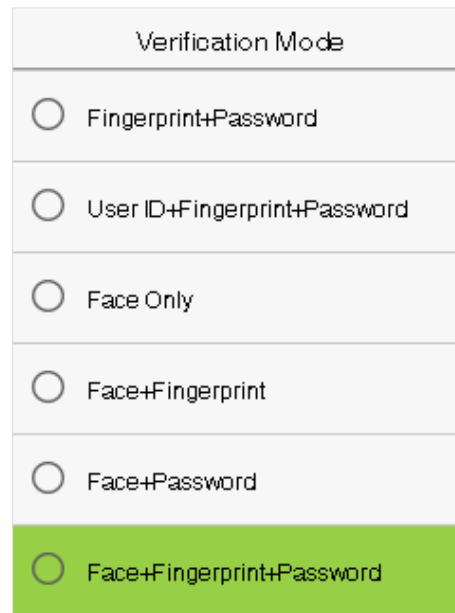 Verification Mode
Fingerprint+Password
User ID+Fingerprint+Password
Face Only
Face+Fingerprint
Face+Password
Face+Fingerprint+Password